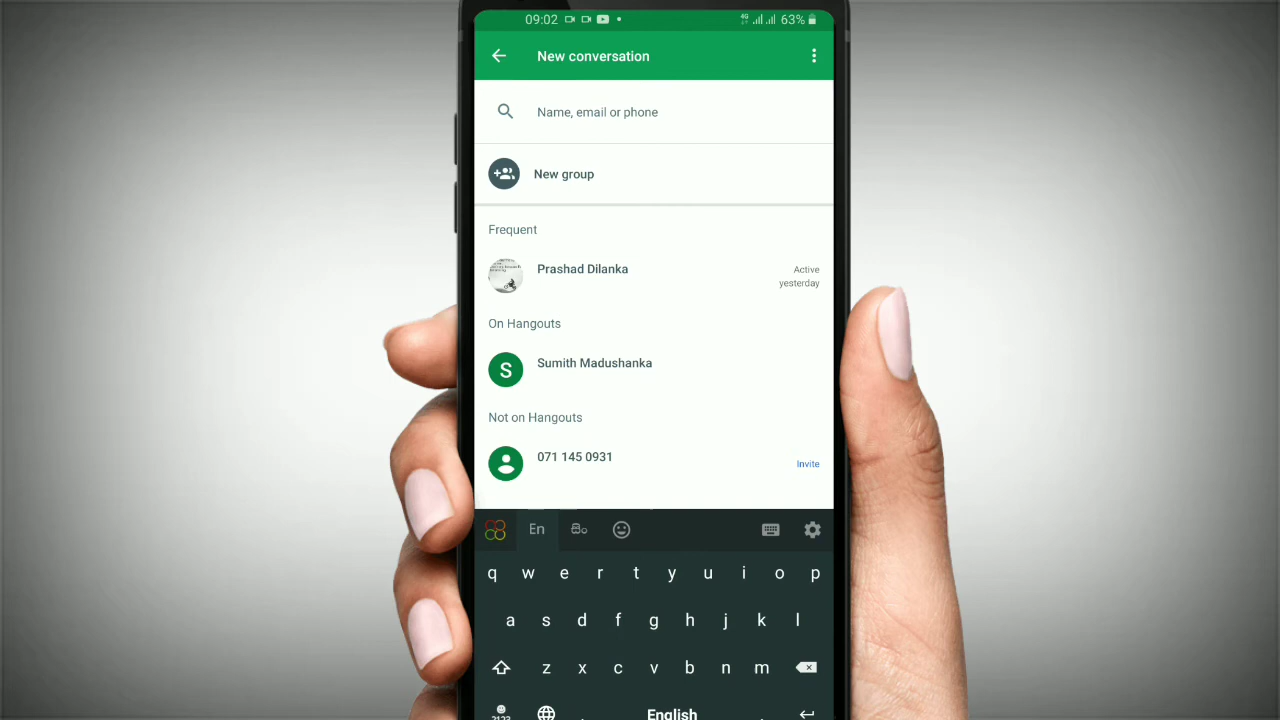 09:02 63%
New conversation
Name, email or phone
New group
Frequent
Prashad Dilanka
Active
yesterday
On Hangouts
S Sumith Madushanka
Not on Hangouts
071 145 0931
Invite
En
q w e r t y u i o p
a s d f g h j k l
z x c v b n m
English